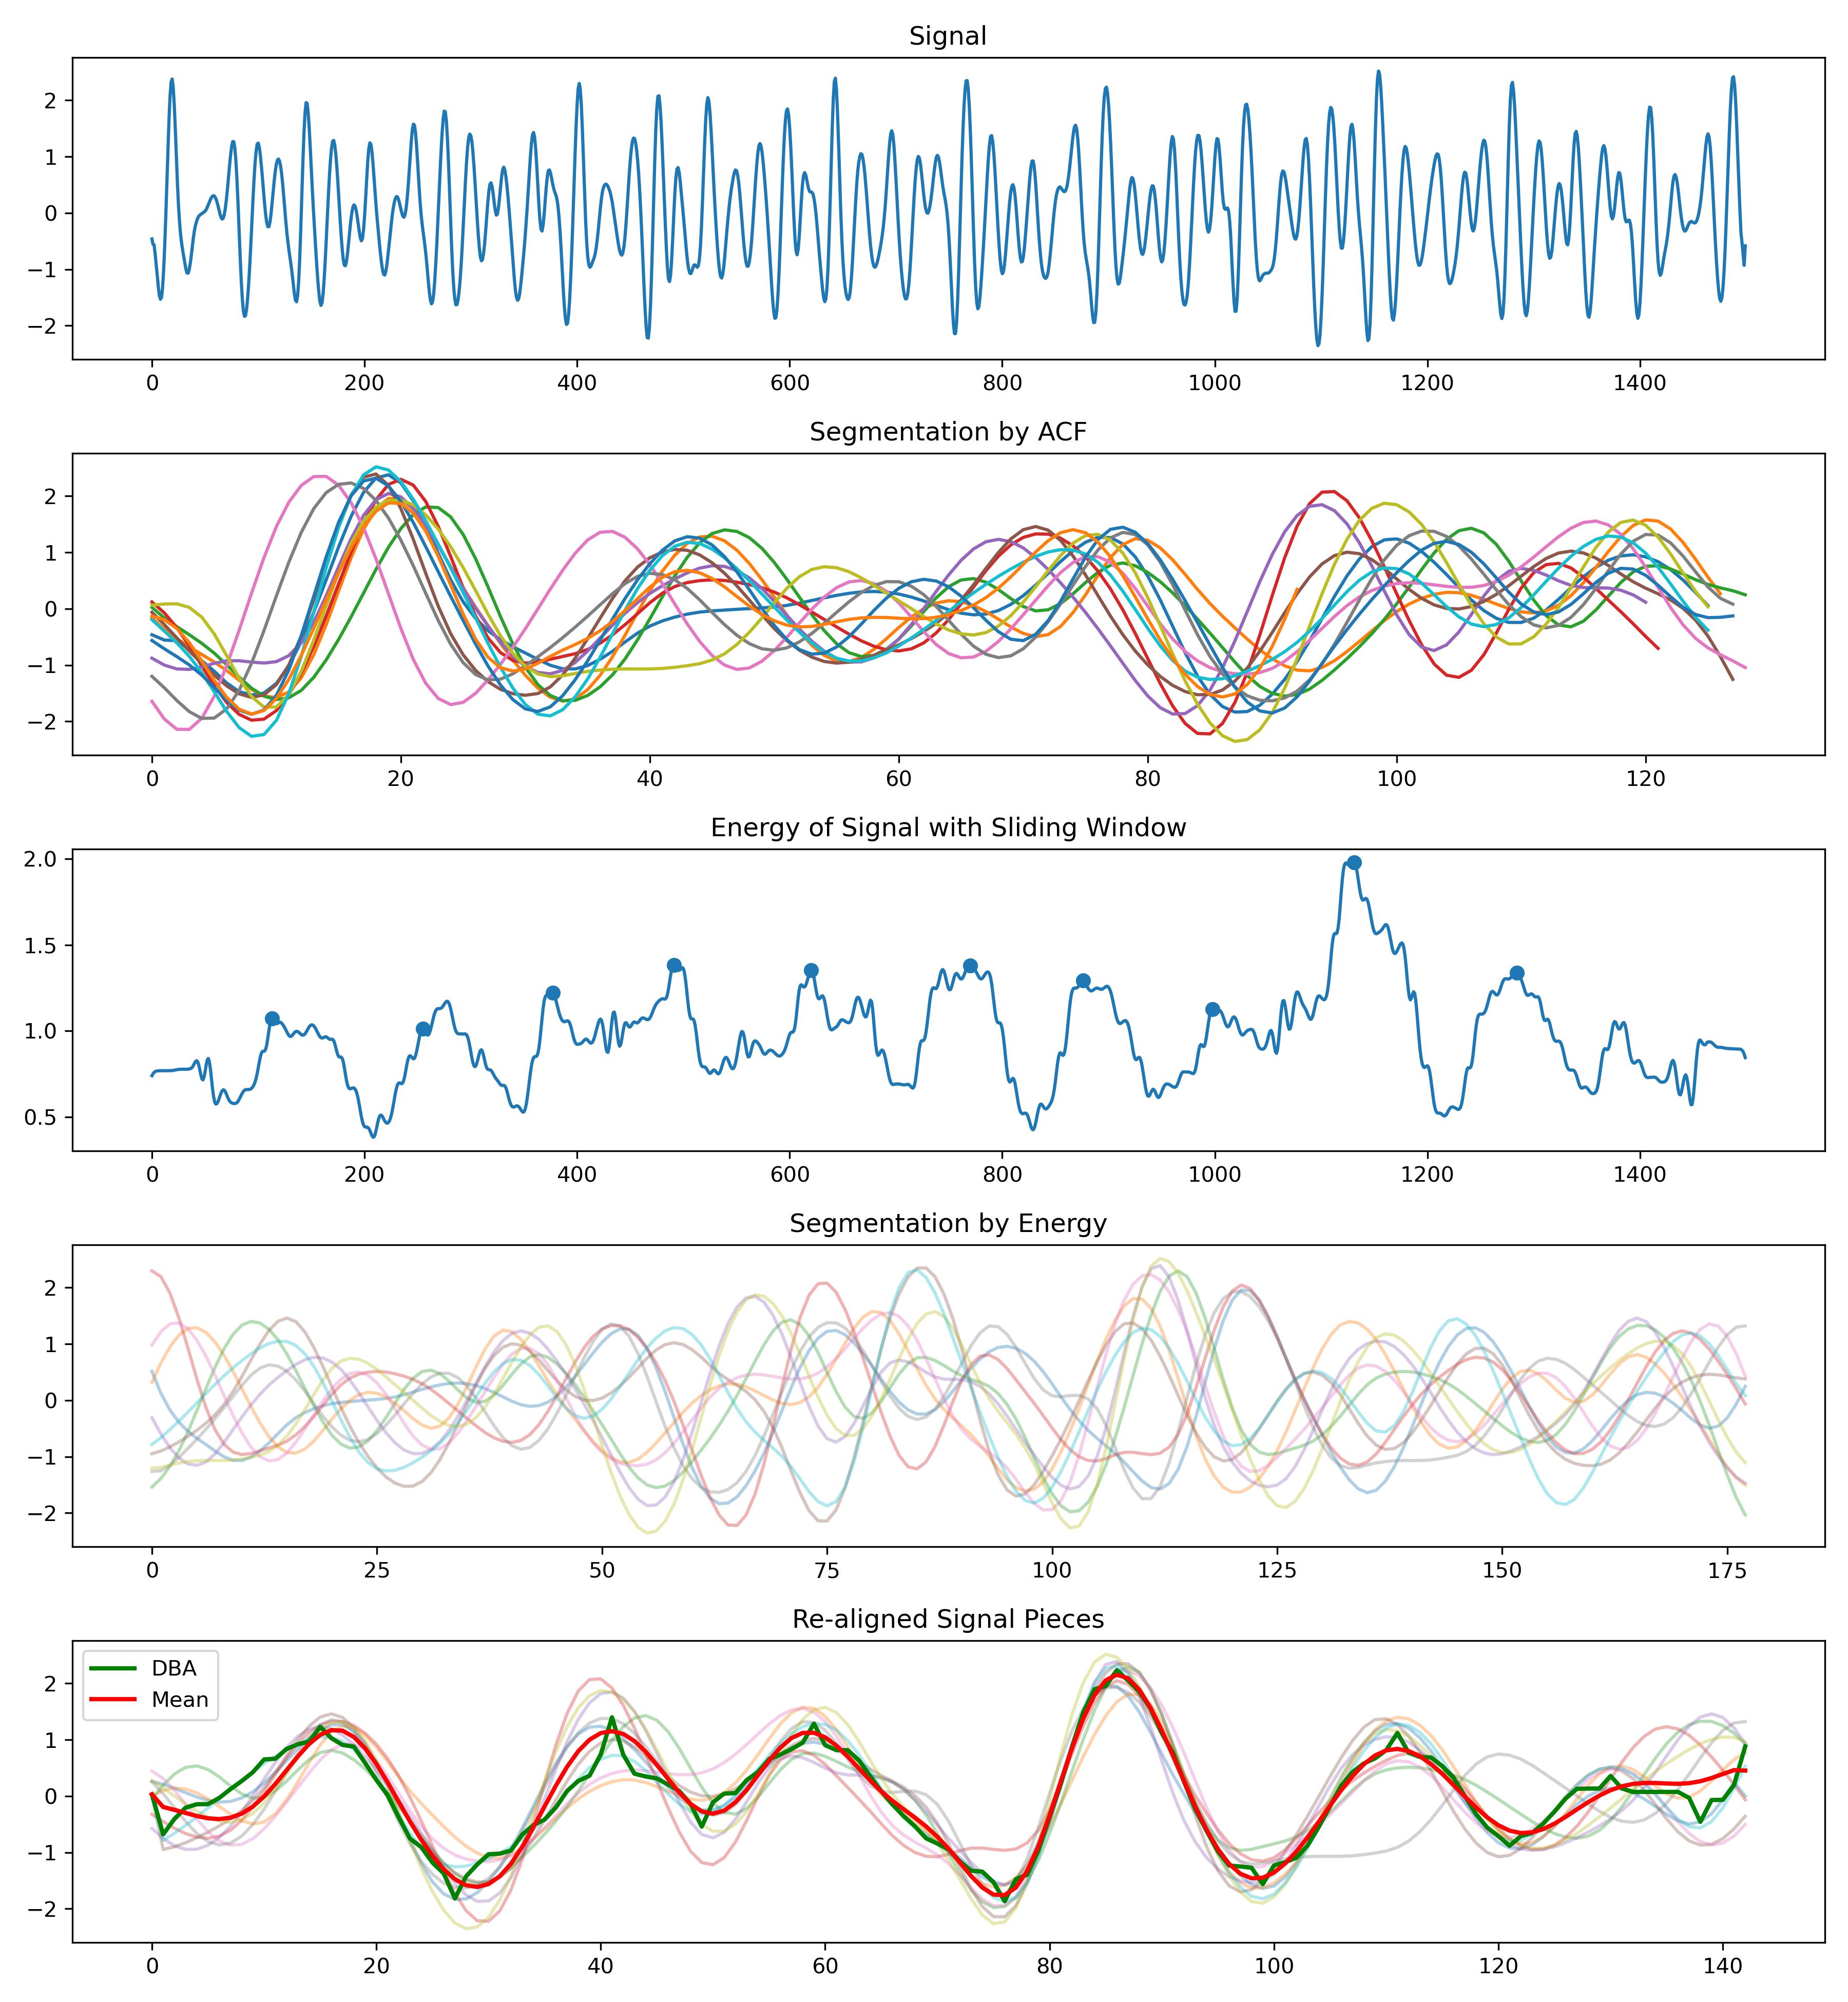 Signal
2
1
0
−1
−2
0 200 400 600 800 1000 1200 1400
Segmentation by ACF
2
1
0
−1
−2
0 20 40 60 80 100 120
Energy of Signal with Sliding Window
2.0
1.5
1.0
0.5
0 200 400 600 800 1000 1200 1400
Segmentation by Energy
2
1
0
−1
−2
0 25 50 75 100 125 150 175
Re-aligned Signal Pieces
DBA
Mean
2
1
0
−1
−2
0 20 40 60 80 100 120 140